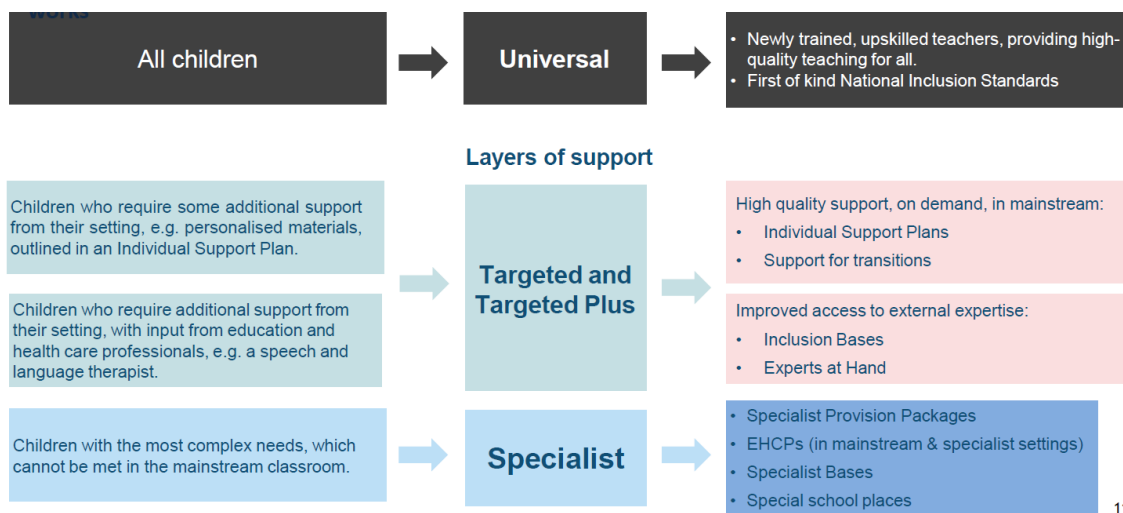 works
All children
Universal
• Newly trained, upskilled teachers, providing high-
quality teaching for all.
• First of kind National Inclusion Standards
Layers of support
Children who require some additional support
from their setting, e.g. personalised materials,
outlined in an Individual Support Plan.
Children who require additional support from
their setting, with input from education and
health care professionals, e.g. a speech and
language therapist.
Targeted and
Targeted Plus
High quality support, on demand, in mainstream:
• Individual Support Plans
• Support for transitions
Improved access to external expertise:
• Inclusion Bases
• Experts at Hand
Children with the most complex needs, which
cannot be met in the mainstream classroom.
Specialist
• Specialist Provision Packages
• EHCPs (in mainstream & specialist settings)
• Specialist Bases
• Special school places